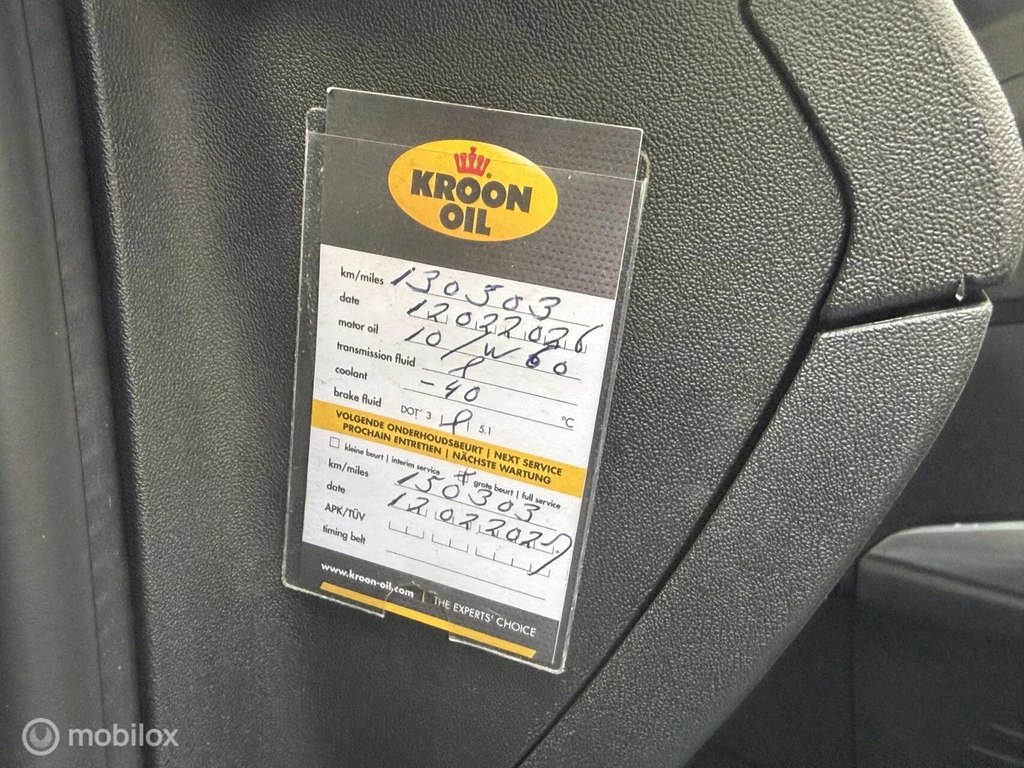 KROON
OIL
km/miles 130303
date 12022026
motor oil 10/W60
transmission fluid
coolant -40 °C
brake fluid DOT 3 5.1
VOLGENDE ONDERHOUDSBEURT | NEXT SERVICE
PROCHAIN ENTRETIEN | NÄCHSTE WARTUNG
kleine beurt | interim service grote beurt | full service
km/miles 150303
date 12022027
APK/TÜV
timing belt
www.kroon-oil.com | THE EXPERTS' CHOICE
mobilox